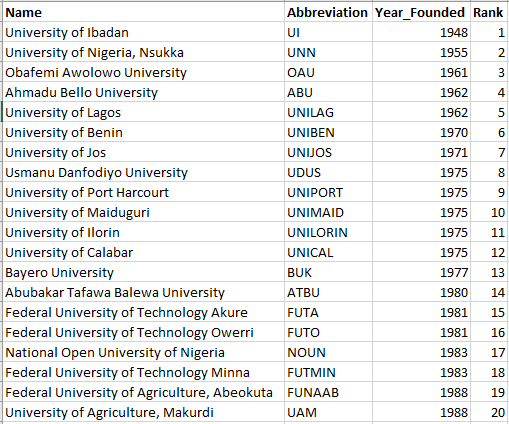 Name Abbreviation Year_Founded Rank
University of Ibadan UI 1948 1
University of Nigeria, Nsukka UNN 1955 2
Obafemi Awolowo University OAU 1961 3
Ahmadu Bello University ABU 1962 4
University of Lagos UNILAG 1962 5
University of Benin UNIBEN 1970 6
University of Jos UNIJOS 1971 7
Usmanu Danfodiyo University UDUS 1975 8
University of Port Harcourt UNIPORT 1975 9
University of Maiduguri UNIMAID 1975 10
University of Ilorin UNILORIN 1975 11
University of Calabar UNICAL 1975 12
Bayero University BUK 1977 13
Abubakar Tafawa Balewa University ATBU 1980 14
Federal University of Technology Akure FUTA 1981 15
Federal University of Technology Owerri FUTO 1981 16
National Open University of Nigeria NOUN 1983 17
Federal University of Technology Minna FUTMIN 1983 18
Federal University of Agriculture, Abeokuta FUNAAB 1988 19
University of Agriculture, Makurdi UAM 1988 20